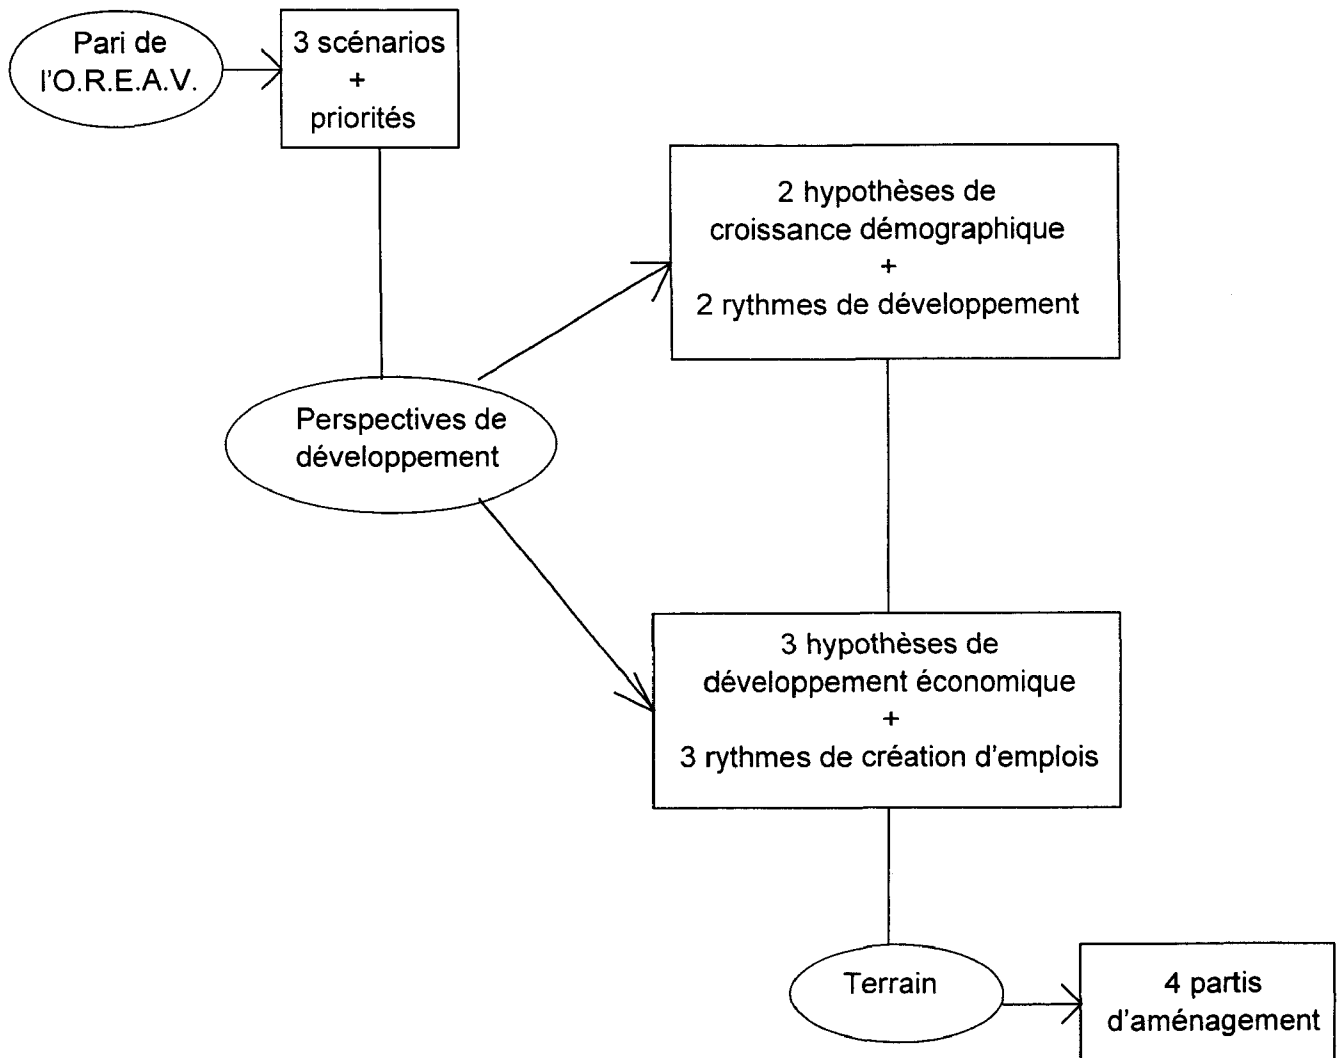 Pari de
l'O.R.E.A.V.
3 scénarios
+
priorités
2 hypothèses de
croissance démographique
+
2 rythmes de développement
Perspectives de
développement
3 hypothèses de
développement économique
+
3 rythmes de création d'emplois
Terrain
4 partis
d'aménagement